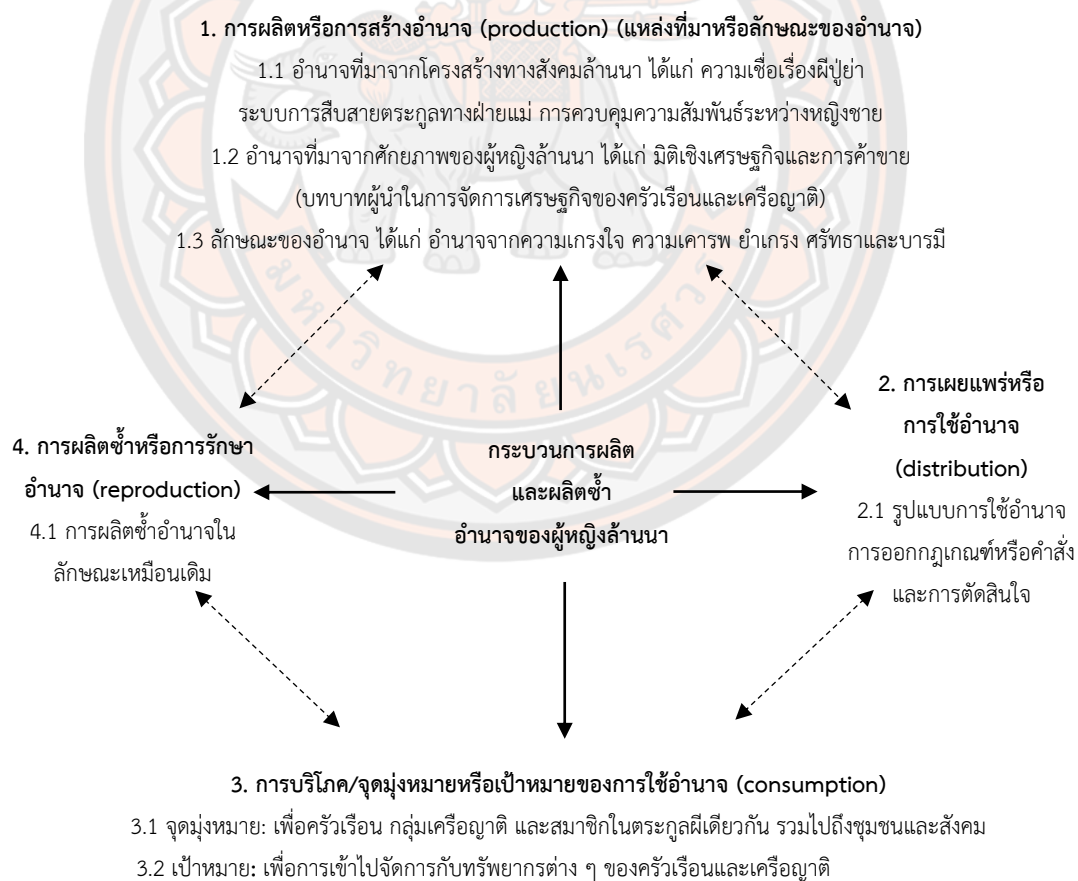 1. การผลิตหรือการสร้างอำนาจ (production) (แหล่งที่มาหรือลักษณะของอำนาจ)
1.1 อำนาจที่มาจากโครงสร้างทางสังคมล้านนา ได้แก่ ความเชื่อเรื่องผีปู่ย่า
ระบบการสืบสายตระกูลทางฝ่ายแม่ การควบคุมความสัมพันธ์ระหว่างหญิงชาย
1.2 อำนาจที่มาจากศักยภาพของผู้หญิงล้านนา ได้แก่ มิติเชิงเศรษฐกิจและการค้าขาย
(บทบาทผู้นำในการจัดการเศรษฐกิจของครัวเรือนและเครือญาติ)
1.3 ลักษณะของอำนาจ ได้แก่ อำนาจจากความเกรงใจ ความเคารพ ยำเกรง ศรัทธาและบารมี
2. การเผยแพร่หรือ
การใช้อำนาจ
(distribution)
2.1 รูปแบบการใช้อำนาจ
การออกกฎเกณฑ์หรือคำสั่ง
และการตัดสินใจ
4. การผลิตซ้ำหรือการรักษา
อำนาจ (reproduction)
4.1 การผลิตซ้ำอำนาจใน
ลักษณะเหมือนเดิม
กระบวนการผลิต
และผลิตซ้ำ
อำนาจของผู้หญิงล้านนา
3. การบริโภค/จุดมุ่งหมายหรือเป้าหมายของการใช้อำนาจ (consumption)
3.1 จุดมุ่งหมาย: เพื่อครัวเรือน กลุ่มเครือญาติ และสมาชิกในตระกูลผีเดียวกัน รวมไปถึงชุมชนและสังคม
3.2 เป้าหมาย: เพื่อการเข้าไปจัดการกับทรัพยากรต่าง ๆ ของครัวเรือนและเครือญาติ
มหาวิทยาลัยนเรศวร